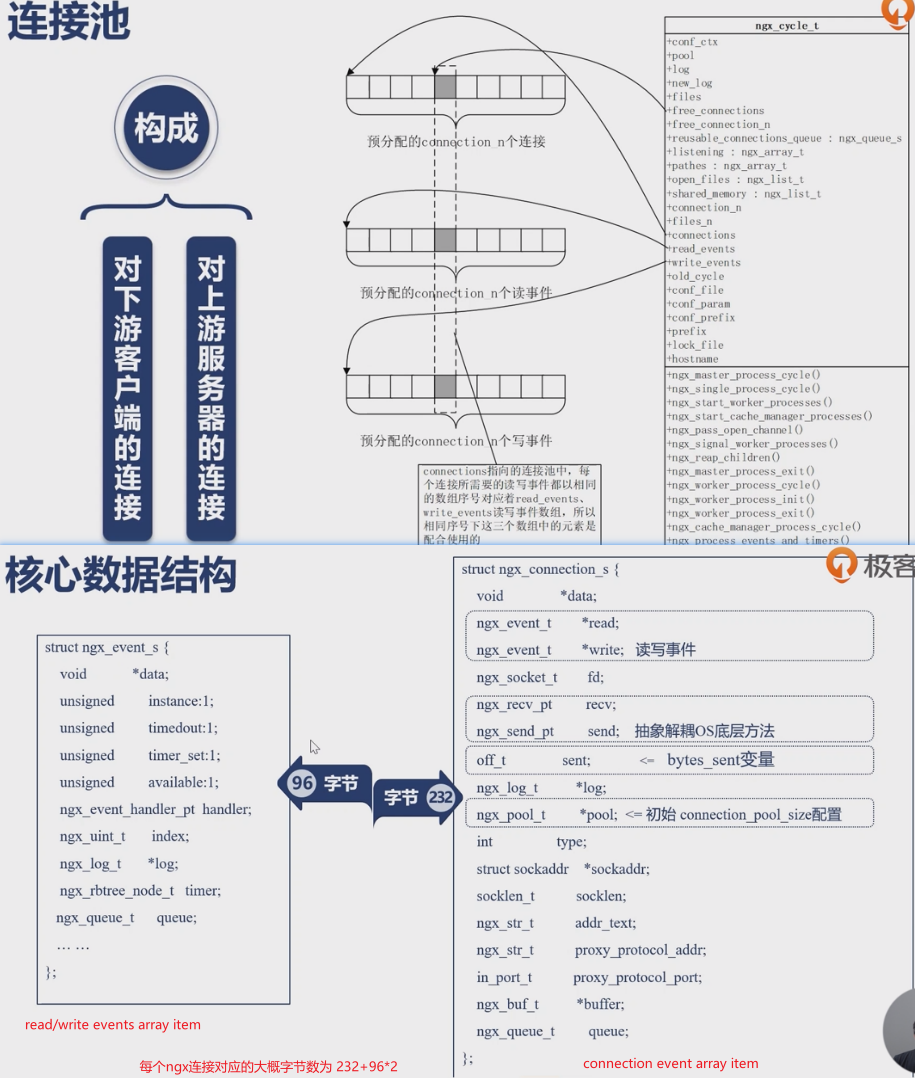 连接池
构成
对下游客户端的连接
对上游服务器的连接
预分配的connection_n个连接
预分配的connection_n个读事件
预分配的connection_n个写事件
connections指向的连接池中，每
个连接所需要的读写事件都以相同
的数组序号对应着read_events、
write_events读写事件数组，所以
相同序号下这三个数组中的元素是
配合使用的
ngx_cycle_t
+conf_ctx
+pool
+log
+new_log
+files
+free_connections
+free_connection_n
+reusable_connections_queue : ngx_queue_s
+listening : ngx_array_t
+pathes : ngx_array_t
+open_files : ngx_list_t
+shared_memory : ngx_list_t
+connection_n
+files_n
+connections
+read_events
+write_events
+old_cycle
+conf_file
+conf_param
+conf_prefix
+prefix
+lock_file
+hostname
+ngx_master_process_cycle()
+ngx_single_process_cycle()
+ngx_start_worker_processes()
+ngx_start_cache_manager_processes()
+ngx_pass_open_channel()
+ngx_signal_worker_processes()
+ngx_reap_children()
+ngx_master_process_exit()
+ngx_worker_process_cycle()
+ngx_worker_process_init()
+ngx_worker_process_exit()
+ngx_cache_manager_process_cycle()
+ngx_process_events_and_timers()
核心数据结构
极客
struct ngx_event_s {
void *data;
unsigned instance:1;
unsigned timedout:1;
unsigned timer_set:1;
unsigned available:1;
ngx_event_handler_pt handler;
ngx_uint_t index;
ngx_log_t *log;
ngx_rbtree_node_t timer;
ngx_queue_t queue;
… …
};
96 字节
字节 232
struct ngx_connection_s {
void *data;
ngx_event_t *read;
ngx_event_t *write; 读写事件
ngx_socket_t fd;
ngx_recv_pt recv;
ngx_send_pt send; 抽象解耦OS底层方法
off_t sent; <= bytes_sent变量
ngx_log_t *log;
ngx_pool_t *pool; <= 初始 connection_pool_size配置
int type;
struct sockaddr *sockaddr;
socklen_t socklen;
ngx_str_t addr_text;
ngx_str_t proxy_protocol_addr;
in_port_t proxy_protocol_port;
ngx_buf_t *buffer;
ngx_queue_t queue;
};
read/write events array item
每个ngx连接对应的大概字节数为 232+96*2
connection event array item